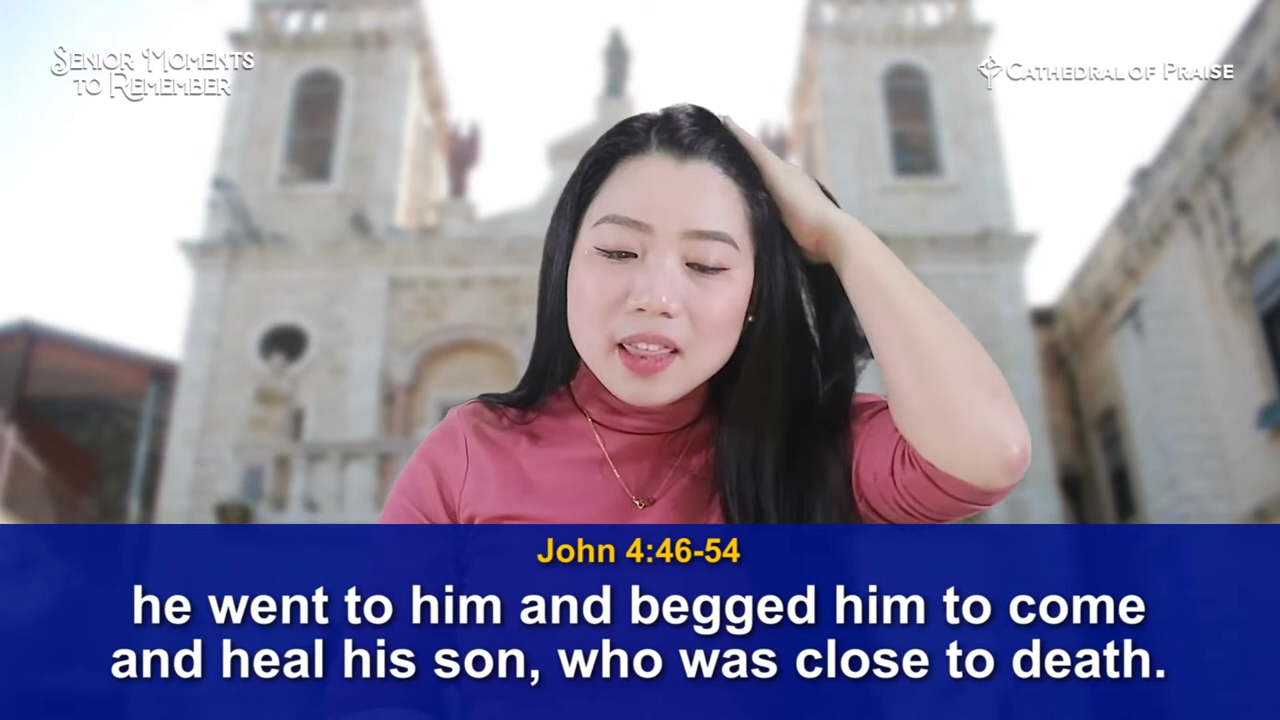 Senior Moments
to Remember
Cathedral of Praise
John 4:46-54
he went to him and begged him to come
and heal his son, who was close to death.